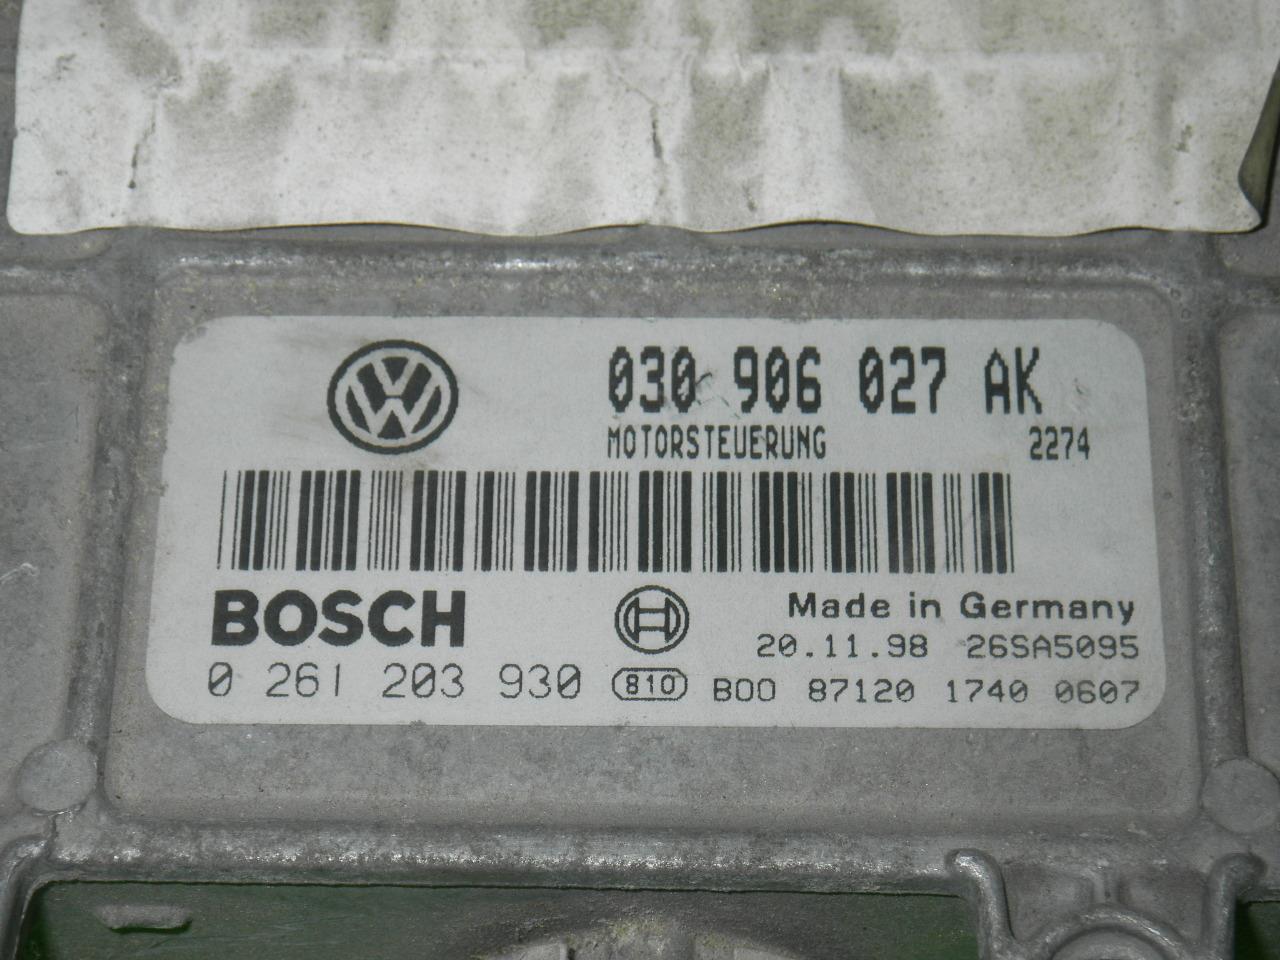 030 906 027 AK
MOTORSTEUERUNG 2274
BOSCH
Made in Germany
20.11.98 26SA5095
0 261 203 930 810 B00 87120 1740 0607